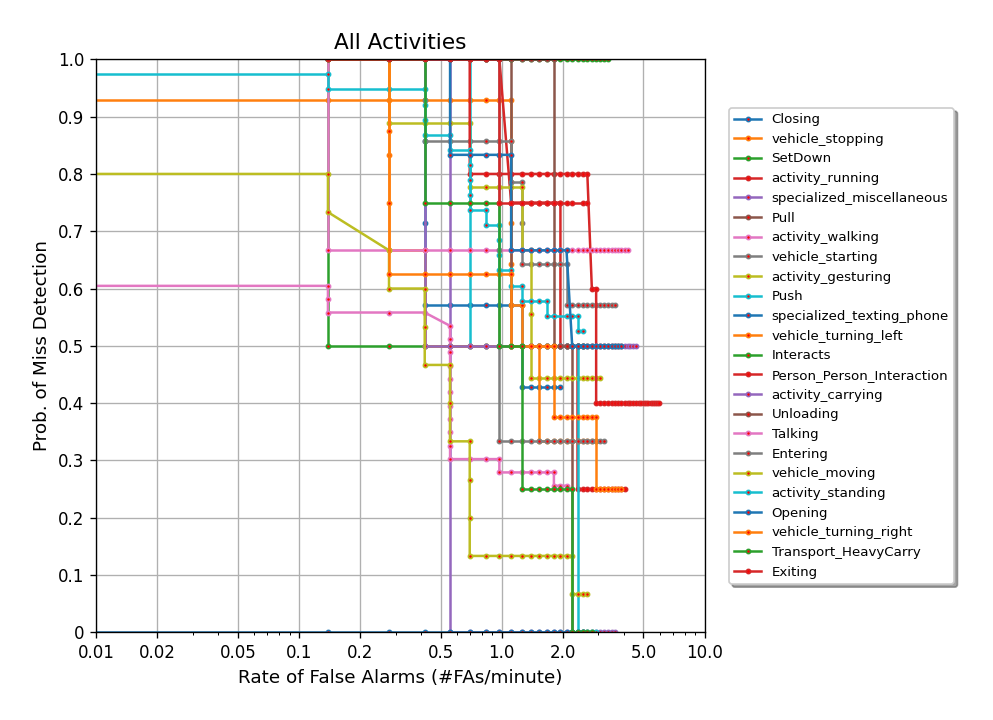 All Activities
Prob. of Miss Detection
1.0
0.9
0.8
0.7
0.6
0.5
0.4
0.3
0.2
0.1
0
0.01 0.02 0.05 0.1 0.2 0.5 1.0 2.0 5.0 10.0
Rate of False Alarms (#FAs/minute)
Closing
vehicle_stopping
SetDown
activity_running
specialized_miscellaneous
Pull
activity_walking
vehicle_starting
activity_gesturing
Push
specialized_texting_phone
vehicle_turning_left
Interacts
Person_Person_Interaction
activity_carrying
Unloading
Talking
Entering
vehicle_moving
activity_standing
Opening
vehicle_turning_right
Transport_HeavyCarry
Exiting